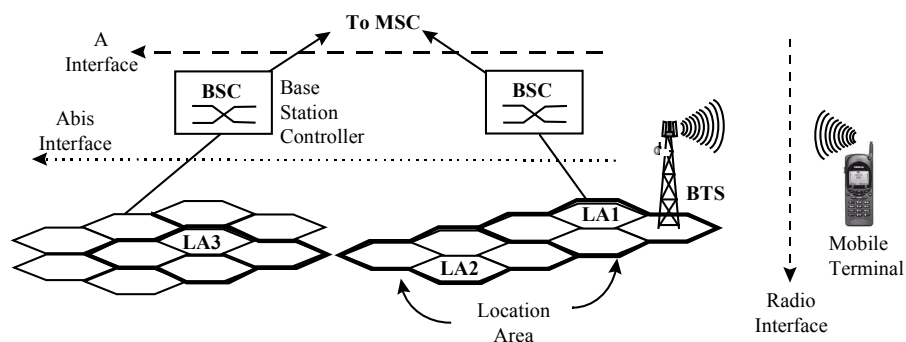 To MSC
A
Interface
BSC
Base
Station
Controller
BSC
Abis
Interface
BTS
LA1
LA3
LA2
Mobile
Terminal
Location
Area
Radio
Interface